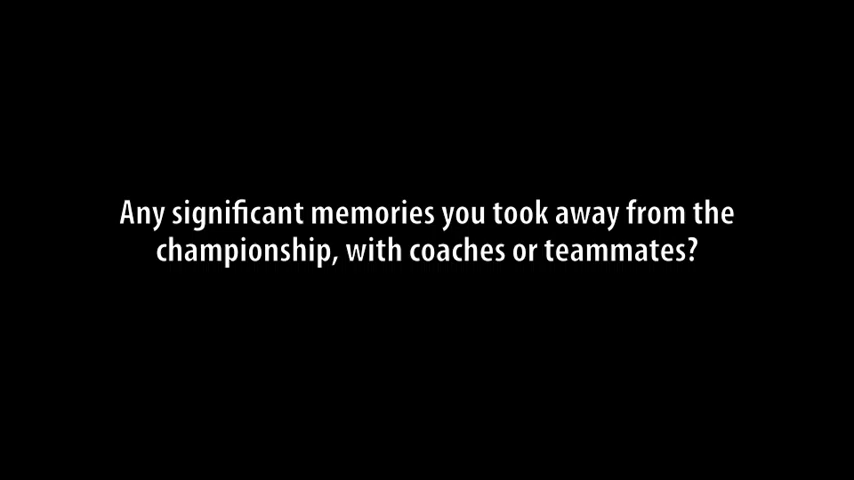 Any significant memories you took away from the
championship, with coaches or teammates?